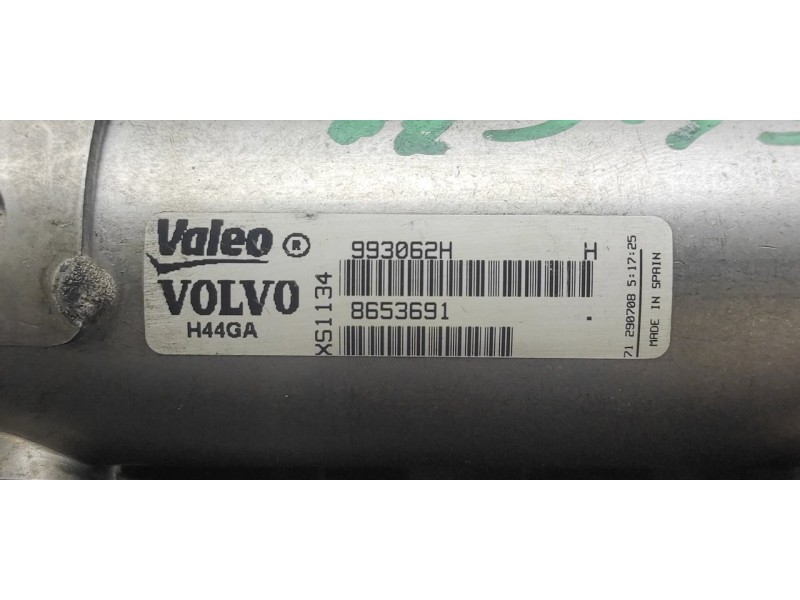 Valeo ®
VOLVO
H44GA
XS1134
993062H H
8653691 .
71 290708 5:17:25
MADE IN SPAIN